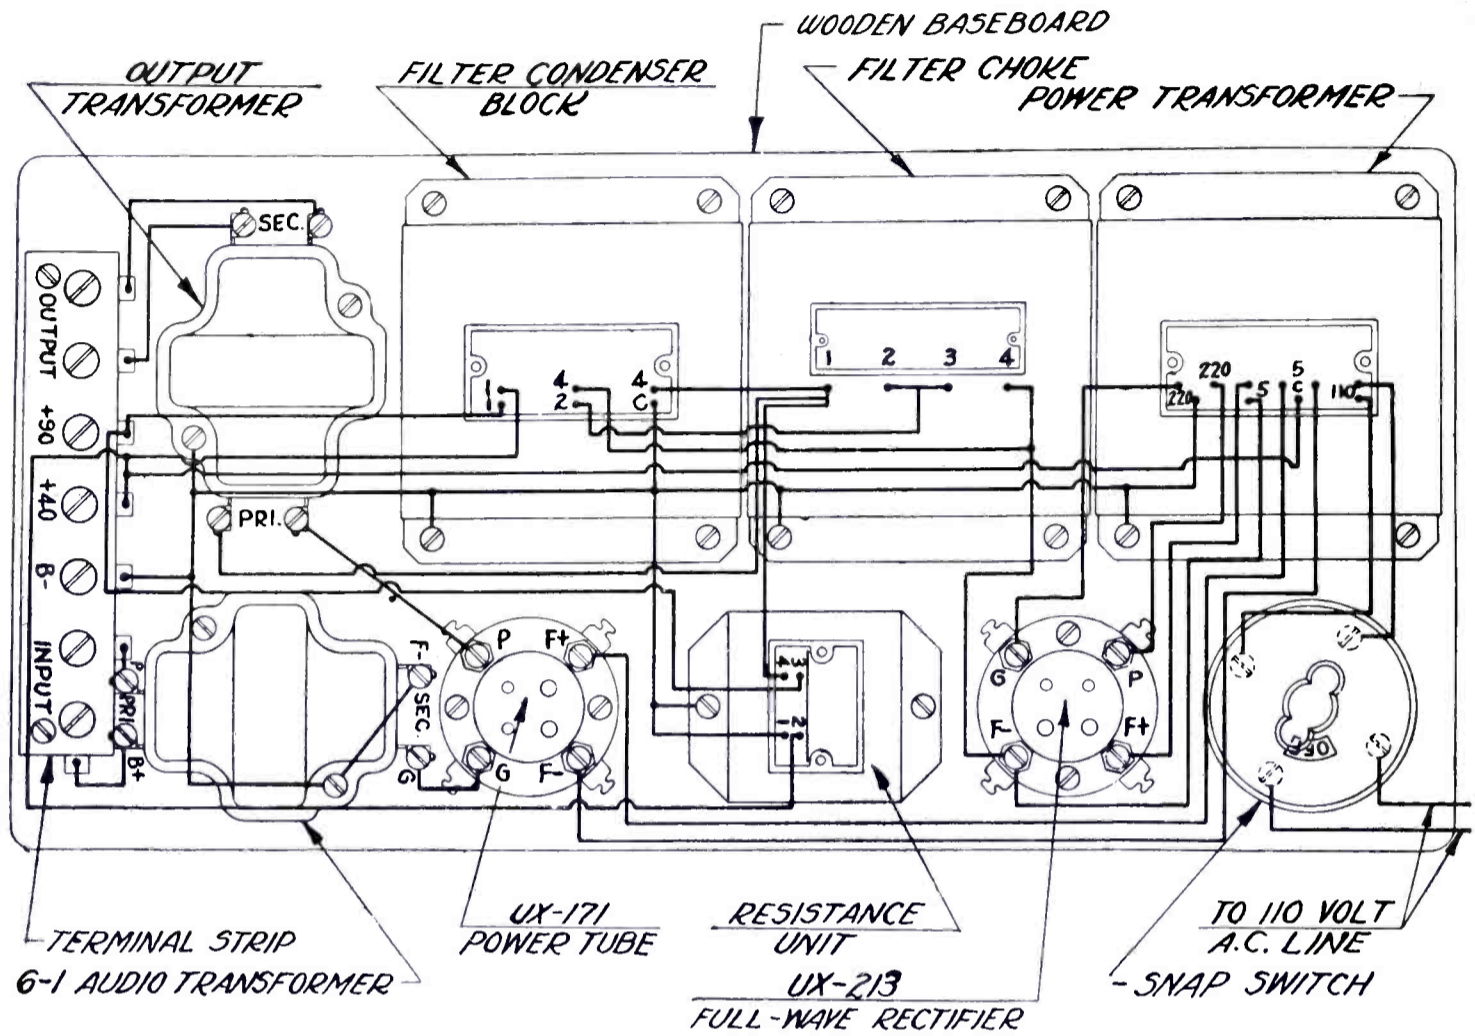 WOODEN BASEBOARD
OUTPUT
TRANSFORMER
FILTER CONDENSER
BLOCK
FILTER CHOKE
POWER TRANSFORMER
SEC.
OUTPUT
+90
+40
B-
INPUT
PRI.
1
1
4
2
4
C
1
2
3
4
220
220
5
5
C
110
P
PRI
B+
F-
SEC.
G
P
F+
G
F-
4
3
1
2
G
P
F-
F+
OFF
UX-171
POWER TUBE
RESISTANCE
UNIT
TO 110 VOLT
A.C. LINE
TERMINAL STRIP
6-1 AUDIO TRANSFORMER
UX-213
FULL-WAVE RECTIFIER
SNAP SWITCH